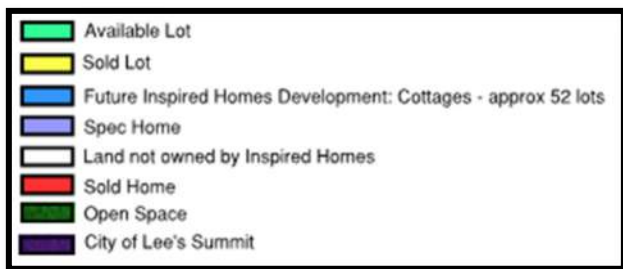 Available Lot
Sold Lot
Future Inspired Homes Development: Cottages - approx 52 lots
Spec Home
Land not owned by Inspired Homes
Sold Home
Open Space
City of Lee's Summit